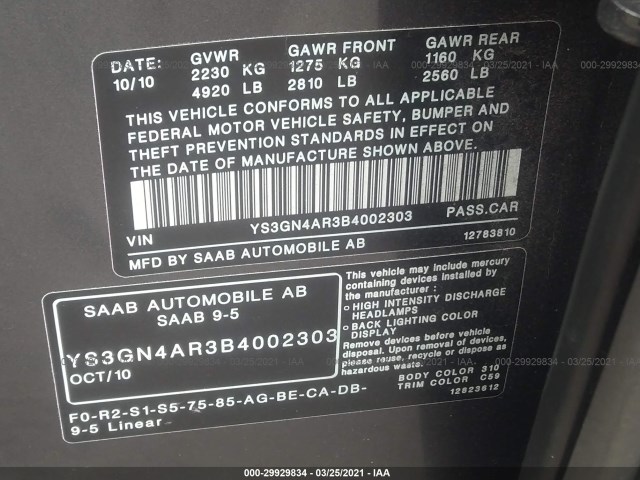 000-29929834 / 03/25/2021 - IAA
DATE: GVWR GAWR FRONT GAWR REAR
10/10 2230 KG 1275 KG 1160 KG
4920 LB 2810 LB 2560 LB
THIS VEHICLE CONFORMS TO ALL APPLICABLE
FEDERAL MOTOR VEHICLE SAFETY, BUMPER AND
THEFT PREVENTION STANDARDS IN EFFECT ON
THE DATE OF MANUFACTURE SHOWN ABOVE.
VIN YS3GN4AR3B4002303 PASS.CAR
MFD BY SAAB AUTOMOBILE AB 12783810
SAAB AUTOMOBILE AB
SAAB 9-5
YS3GN4AR3B4002303
OCT/10
This vehicle may include mercury
containing devices installed by
the manufacturer :
o HIGH INTENSITY DISCHARGE
HEADLAMPS
o BACK LIGHTING COLOR
DISPLAY
Remove devices before vehicle
disposal. Upon removal of devices,
please reuse, recycle or dispose as
hazardous waste.
BODY COLOR 310
TRIM COLOR C59
12823612
F0-R2-S1-S5-75-85-AG-BE-CA-DB-
9-5 Linear
000-29929834 / 03/25/2021 - IAA